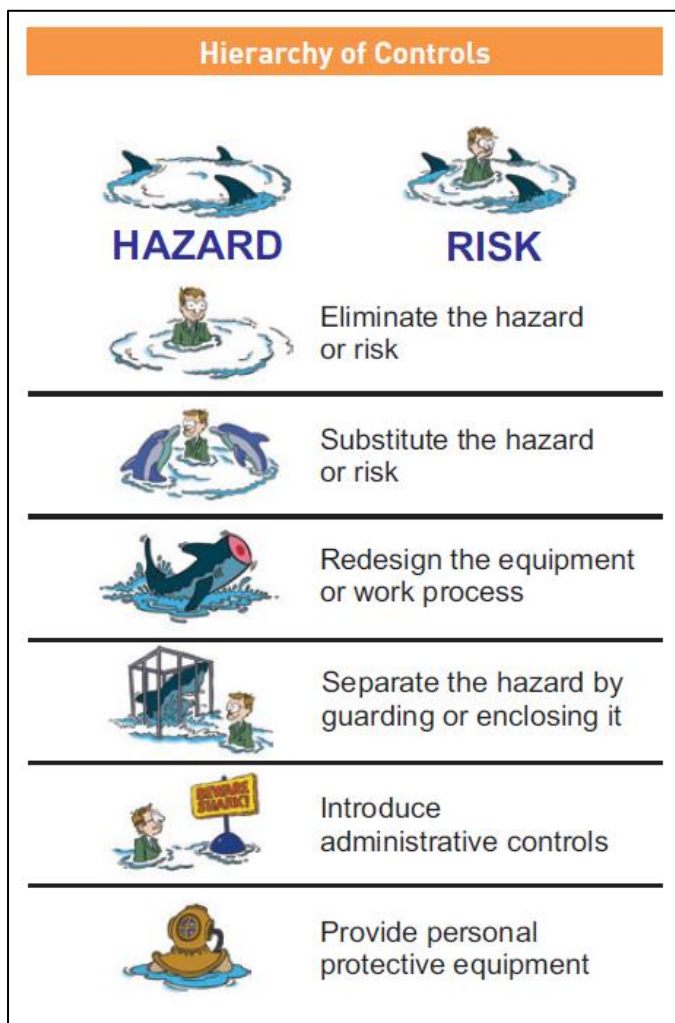 Hierarchy of Controls
HAZARD
RISK
Eliminate the hazard
or risk
Substitute the hazard
or risk
Redesign the equipment
or work process
Separate the hazard by
guarding or enclosing it
BEWARE
SHARK!
Introduce
administrative controls
Provide personal
protective equipment